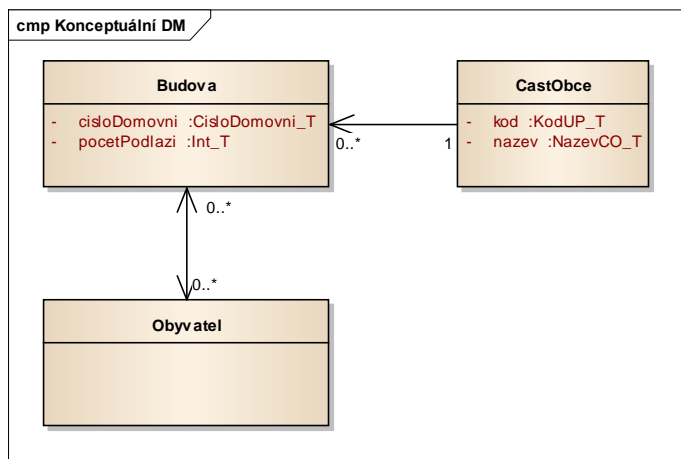 cmp Konceptuální DM
Budova
- cisloDomovni :CisloDomovni_T
- pocetPodlazi :Int_T
CastObce
- kod :KodUP_T
- nazev :NazevCO_T
0..*
1
0..*
0..*
Obyvatel